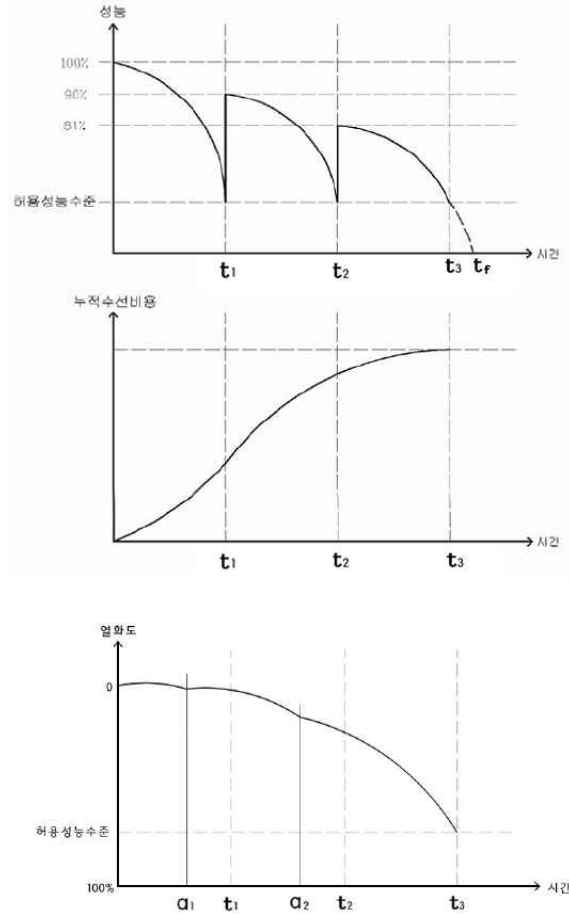 성능
100%
90%
81%
허용성능수준
t₁ t₂ t₃ t_f 시간
누적수선비용
t₁ t₂ t₃ 시간
열화도
0
허용성능수준
100%
a₁ t₁ a₂ t₂ t₃ 시간